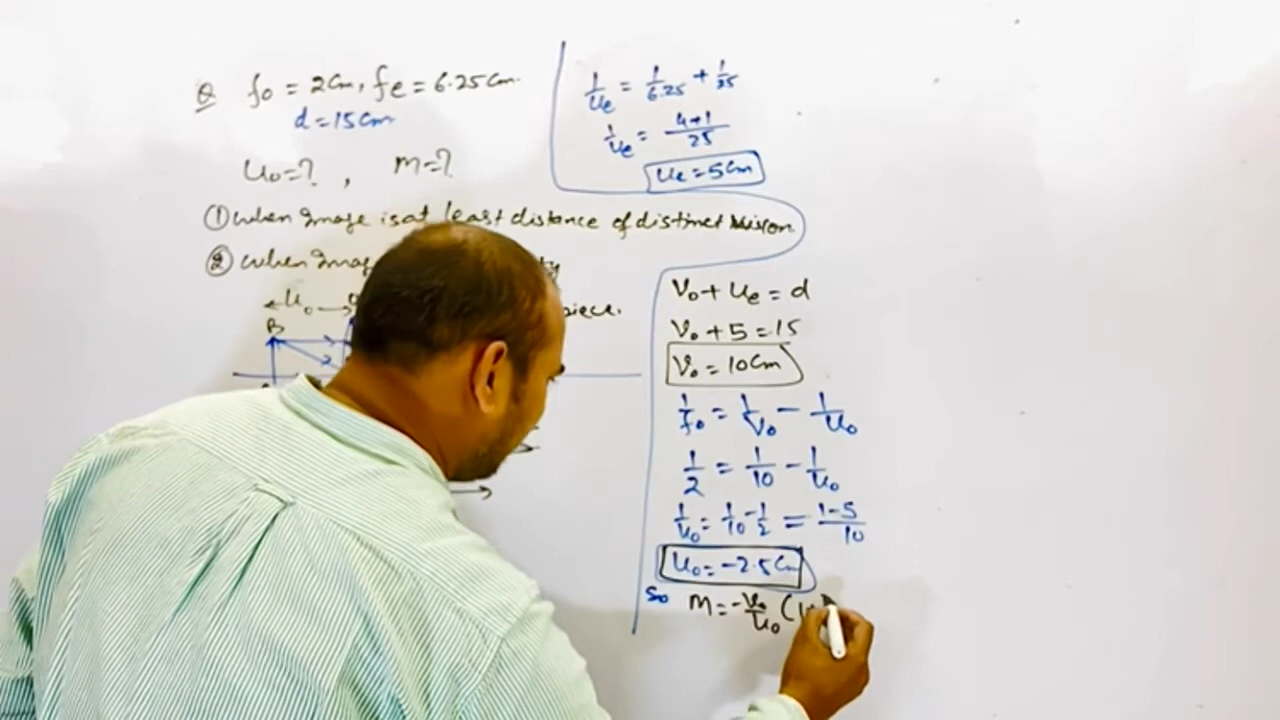 Q fo = 2cm, fe = 6.25cm.
d = 15cm
Uo = ? , m = ?
① When Image is at least distance of distinct vision
② When Imag
← Uo →
B
piece.
1/Ue = 1/6.25 + 1/25
1/Ue = 4+1/25
Ue = 5cm
Vo + Ue = d
Vo + 5 = 15
Vo = 10cm
1/fo = 1/Vo - 1/Uo
1/2 = 1/10 - 1/Uo
1/Uo = 1/10 - 1/2 = 1-5/10
Uo = -2.5cm
So m = -Vo/Uo (1+